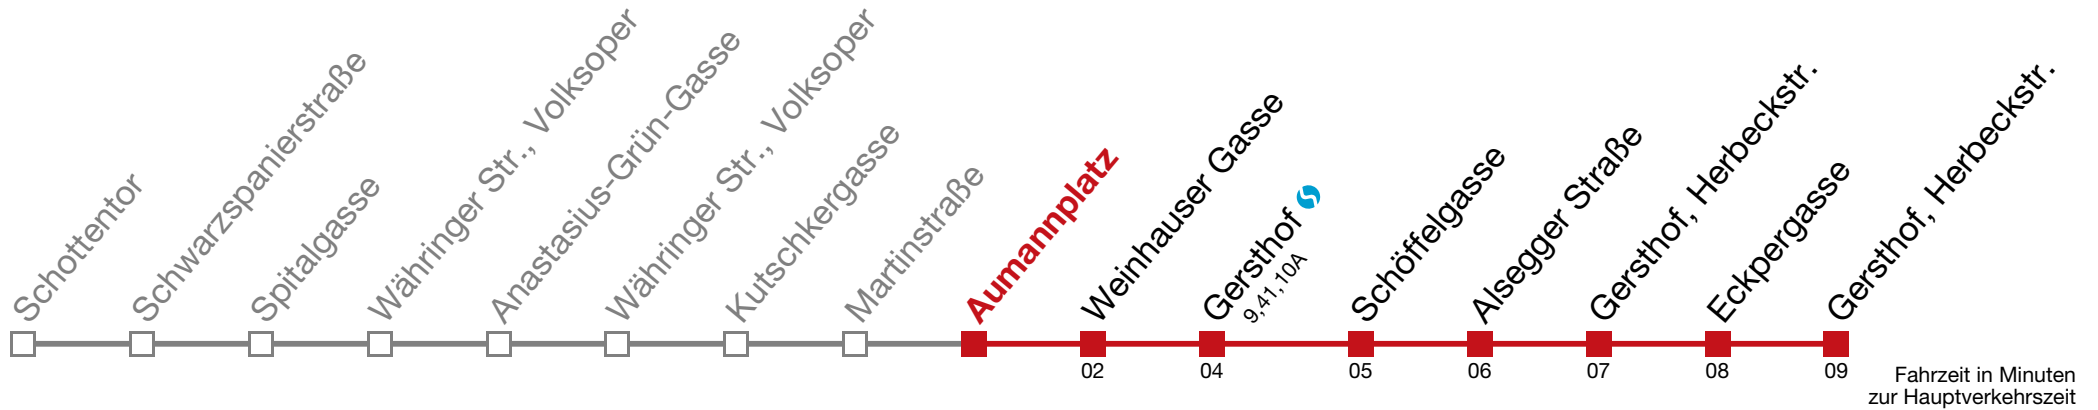 Schottentor
Schwarzspanierstraße
Spitalgasse
Währinger Str., Volksoper
Anastasius-Grün-Gasse
Währinger Str., Volksoper
Kutschkergasse
Martinstraße
Aumannplatz
Weinhauser Gasse
Gersthof
9,41,10A
Schöffelgasse
Alsegger Straße
Gersthof, Herbeckstr.
Eckpergasse
Gersthof, Herbeckstr.
02
04
05
06
07
08
09
Fahrzeit in Minuten
zur Hauptverkehrszeit